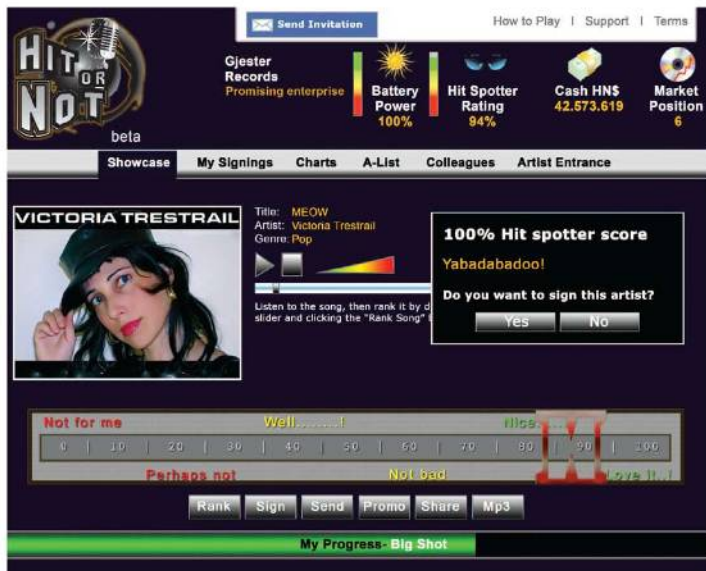 Send Invitation
How to Play | Support | Terms
HIT
OR
NOT
beta
Gjester
Records
Promising enterprise
Battery
Power
100%
Hit Spotter
Rating
94%
Cash HN$
42.573.619
Market
Position
6
Showcase My Signings Charts A-List Colleagues Artist Entrance
VICTORIA TRESTRAIL
Title: MEOW
Artist: Victoria Trestrail
Genre: Pop
Listen to the song, then rank it by d
slider and clicking the "Rank Song"
100% Hit spotter score
Yabadabadoo!
Do you want to sign this artist?
Yes No
Not for me Well........! Nice
0 | 10 | 20 | 30 | 40 | 50 | 60 | 70 | 80 | 90 | 100
Perhaps not Not bad Love it..!
Rank Sign Send Promo Share Mp3
My Progress- Big Shot